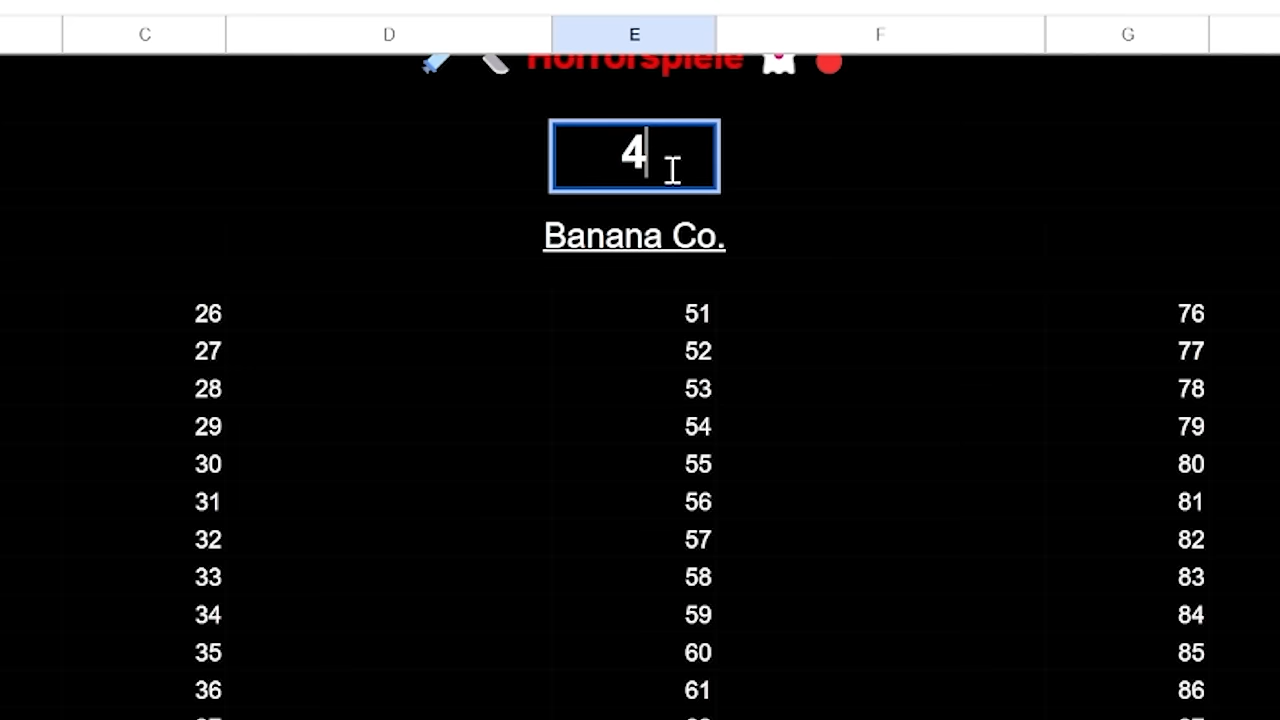 C D E F G
Horrorspiele
4
Banana Co.
26 51 76
27 52 77
28 53 78
29 54 79
30 55 80
31 56 81
32 57 82
33 58 83
34 59 84
35 60 85
36 61 86